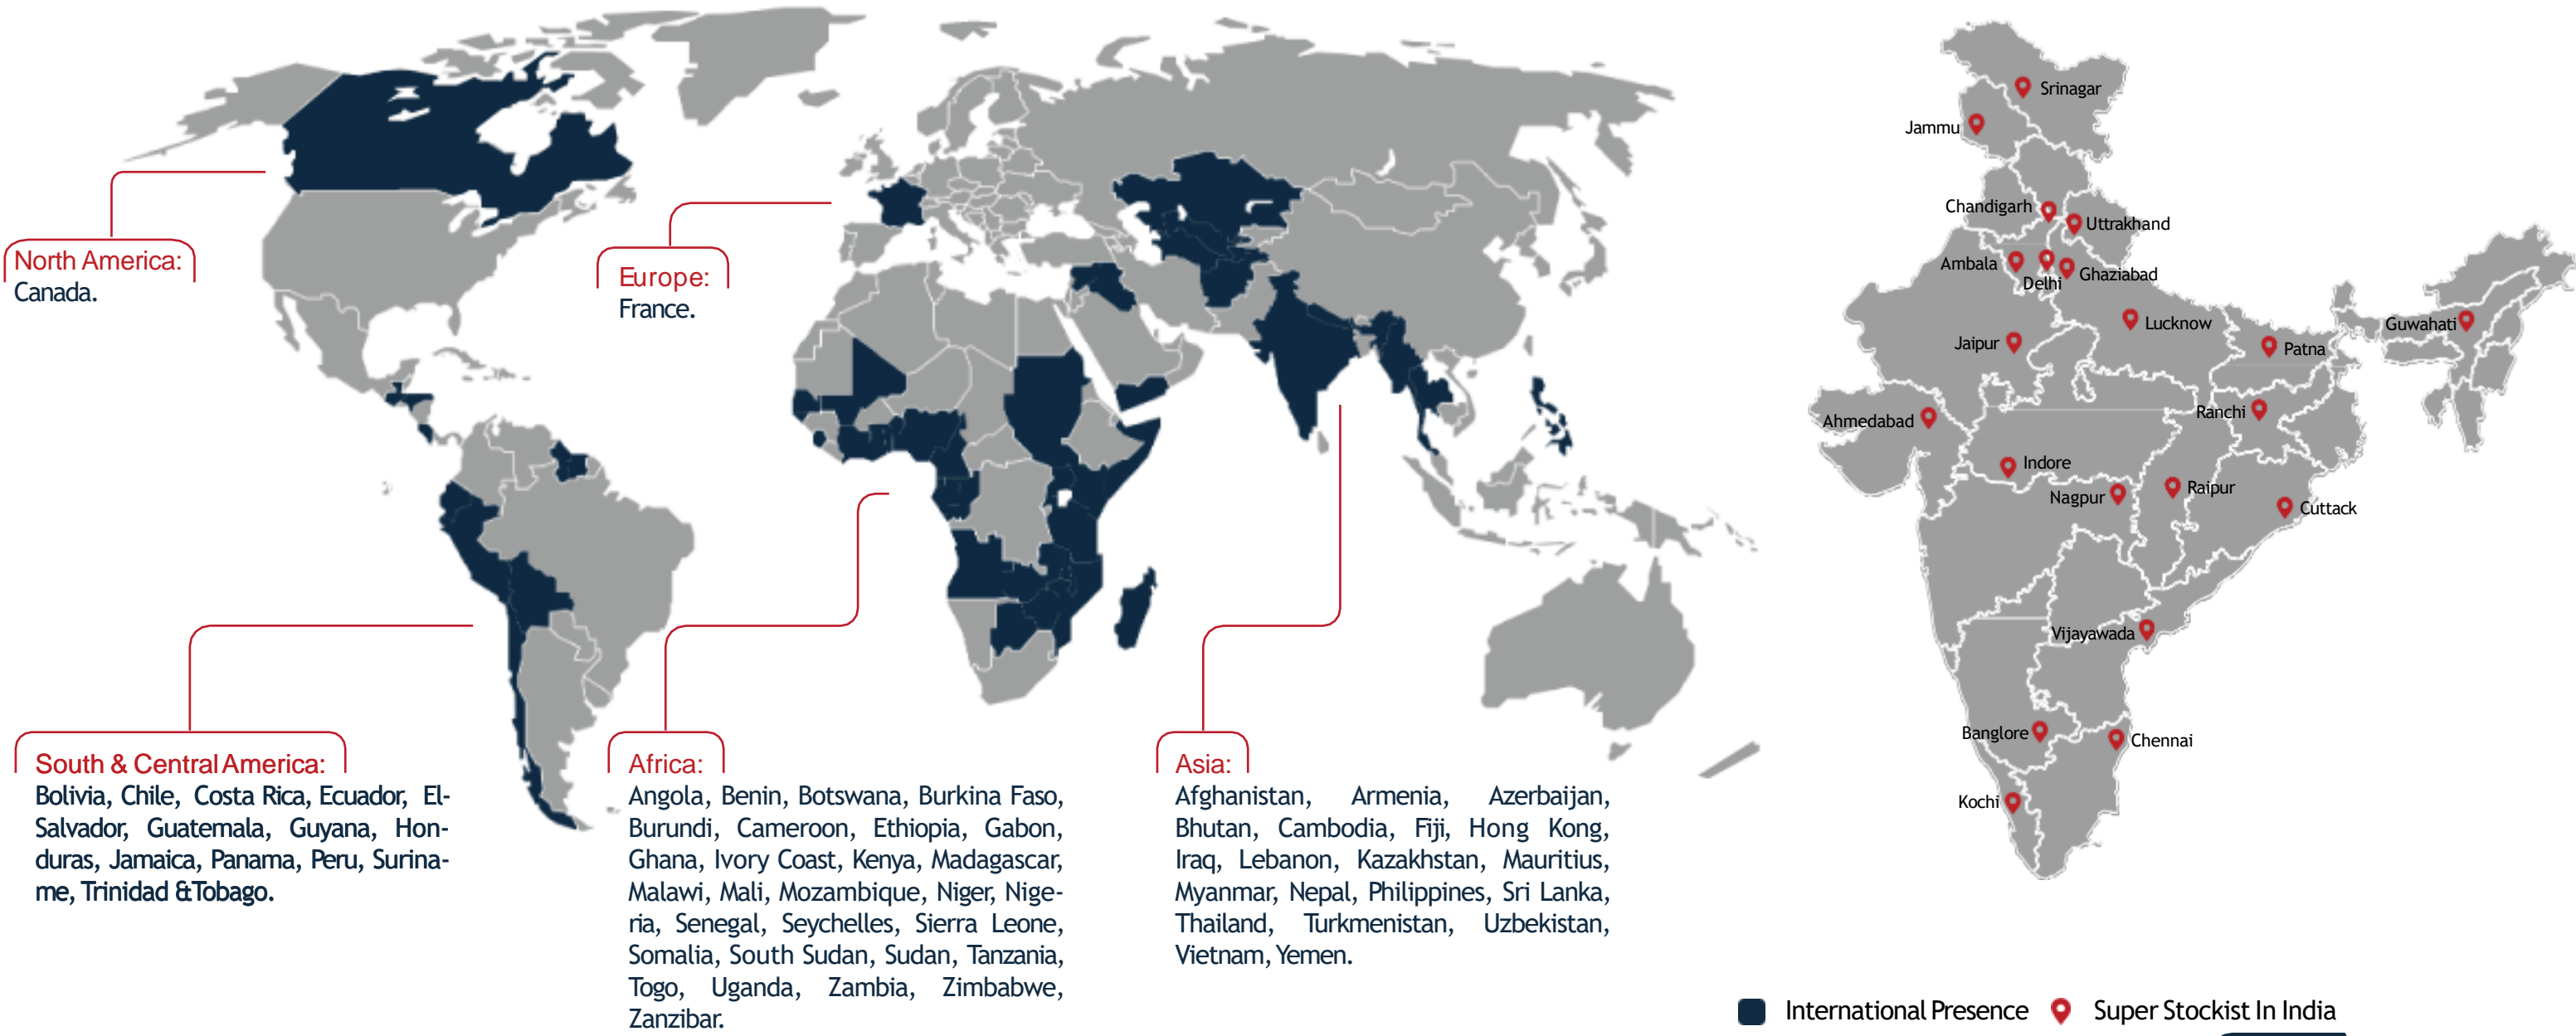 North America:
Canada.
Europe:
France.
South & Central America:
Bolivia, Chile, Costa Rica, Ecuador, El-
Salvador, Guatemala, Guyana, Hon-
duras, Jamaica, Panama, Peru, Surina-
me, Trinidad & Tobago.
Africa:
Angola, Benin, Botswana, Burkina Faso,
Burundi, Cameroon, Ethiopia, Gabon,
Ghana, Ivory Coast, Kenya, Madagascar,
Malawi, Mali, Mozambique, Niger, Nige-
ria, Senegal, Seychelles, Sierra Leone,
Somalia, South Sudan, Sudan, Tanzania,
Togo, Uganda, Zambia, Zimbabwe,
Zanzibar.
Asia:
Afghanistan, Armenia, Azerbaijan,
Bhutan, Cambodia, Fiji, Hong Kong,
Iraq, Lebanon, Kazakhstan, Mauritius,
Myanmar, Nepal, Philippines, Sri Lanka,
Thailand, Turkmenistan, Uzbekistan,
Vietnam, Yemen.
Srinagar
Jammu
Chandigarh
Uttrakhand
Ambala
Delhi
Ghaziabad
Lucknow
Guwahati
Jaipur
Patna
Ranchi
Ahmedabad
Indore
Nagpur
Raipur
Cuttack
Vijayawada
Banglore
Chennai
Kochi
International Presence
Super Stockist In India